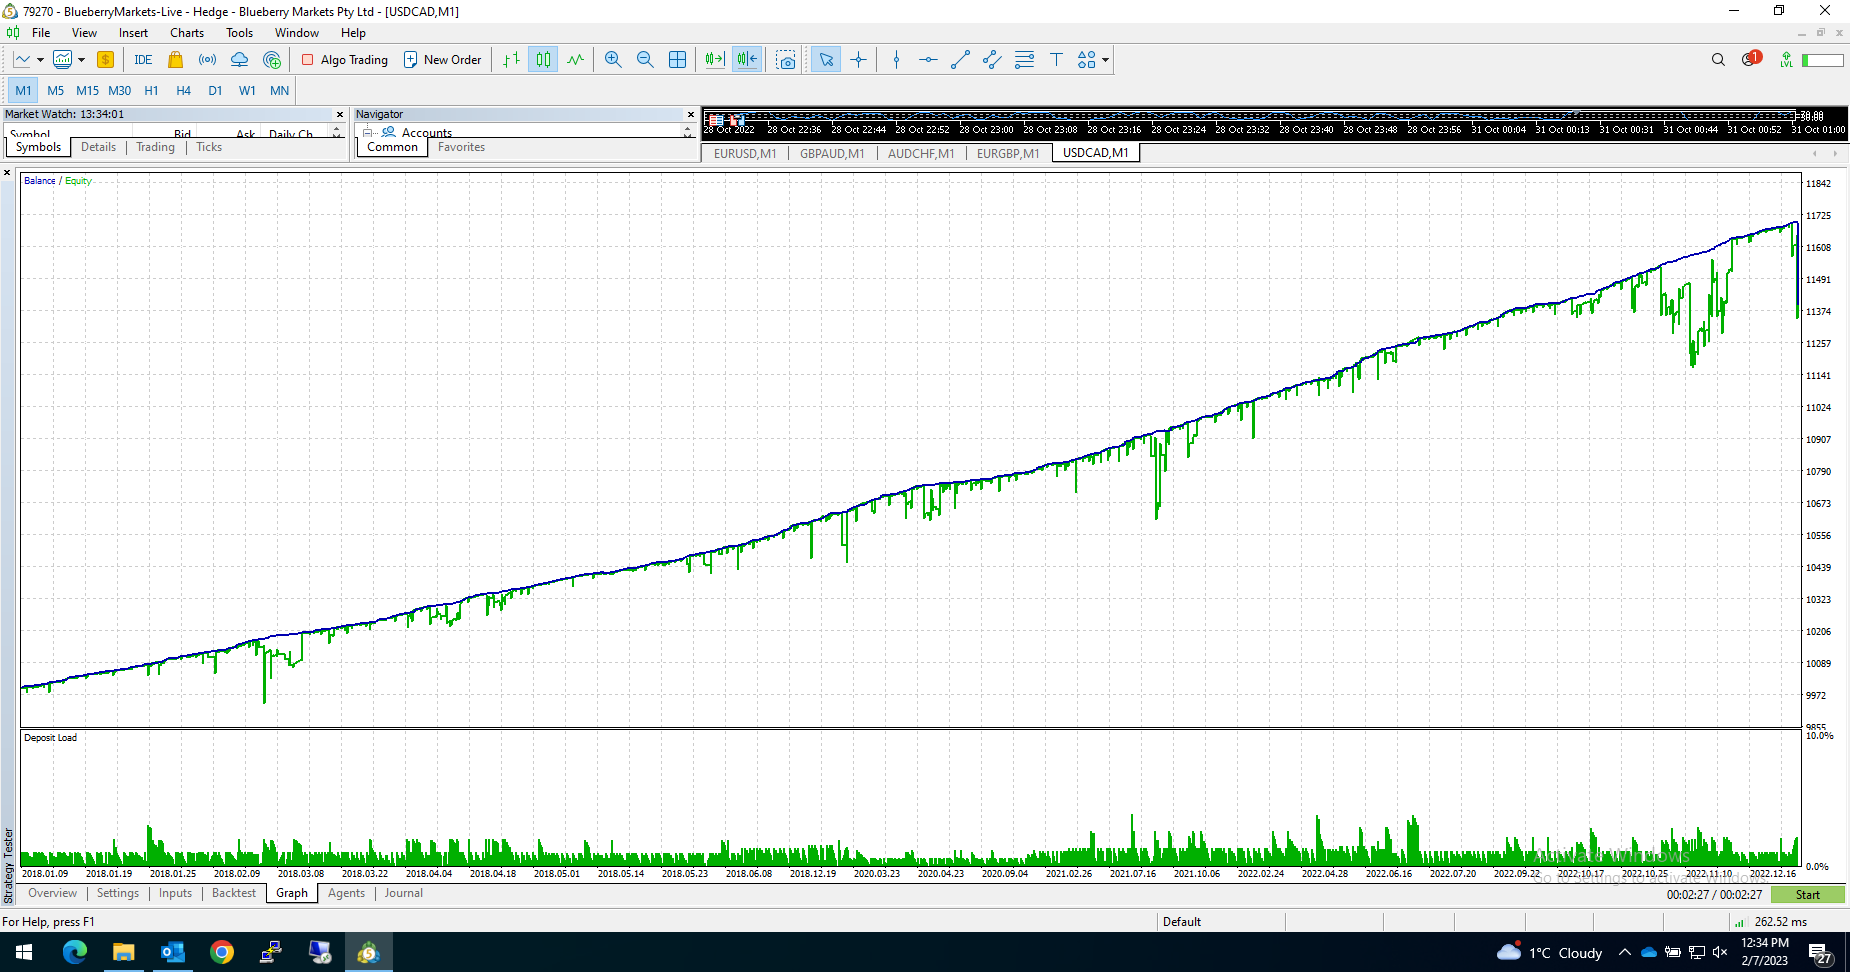 79270 - BlueberryMarkets-Live - Hedge - Blueberry Markets Pty Ltd - [USDCAD,M1]
File View Insert Charts Tools Window Help
IDE Algo Trading New Order 1 LVL
M1 M5 M15 M30 H1 H4 D1 W1 MN
Market Watch: 13:34:01
Symbol Bid Ask Daily Ch...
Symbols Details Trading Ticks
Navigator
Accounts
Common Favorites
28 Oct 2022 28 Oct 22:36 28 Oct 22:44 28 Oct 22:52 28 Oct 23:00 28 Oct 23:08 28 Oct 23:16 28 Oct 23:24 28 Oct 23:32 28 Oct 23:40 28 Oct 23:48 28 Oct 23:56 31 Oct 00:04 31 Oct 00:13 31 Oct 00:31 31 Oct 00:44 31 Oct 00:52 31 Oct 01:00
EURUSD,M1 GBPAUD,M1 AUDCHF,M1 EURGBP,M1 USDCAD,M1
Balance / Equity
11842
11725
11608
11491
11374
11257
11141
11024
10907
10790
10673
10556
10439
10323
10206
10089
9972
9855
Deposit Load
10.0%
0.0%
2018.01.09 2018.01.19 2018.01.25 2018.02.09 2018.03.08 2018.03.22 2018.04.04 2018.04.18 2018.05.01 2018.05.14 2018.05.28 2018.06.08 2018.12.19 2020.03.23 2020.04.23 2020.09.04 2021.02.26 2021.07.16 2021.10.06 2022.02.24 2022.04.28 2022.06.16 2022.07.20 2022.09.22 2022.10.17 2022.10.25 2022.11.10 2022.12.16
Activate Windows
Go to Settings to activate Windows.
Strategy Tester
Overview Settings Inputs Backtest Graph Agents Journal
00:02:27 / 00:02:27 Start
For Help, press F1 Default 262.52 ms
1°C Cloudy
12:34 PM
2/7/2023
27